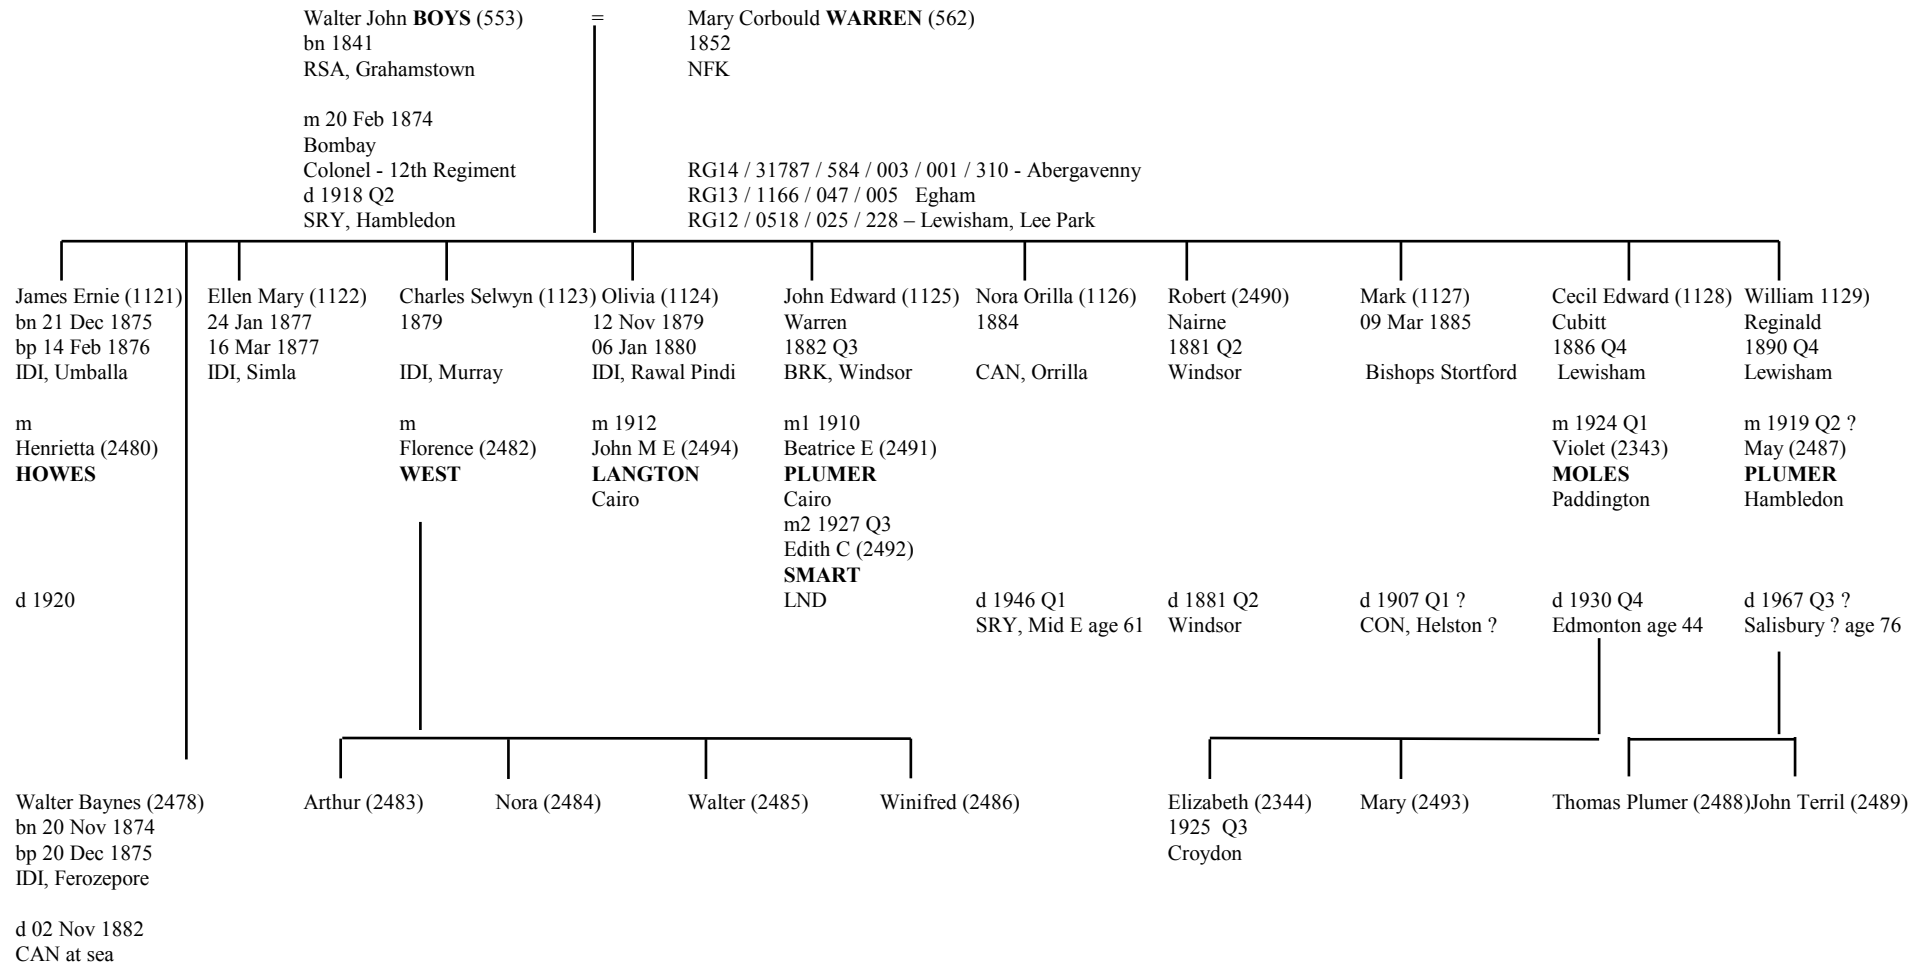 Walter John BOYS (553) = Mary Corbould WARREN (562)
bn 1841 1852
RSA, Grahamstown NFK
m 20 Feb 1874
Bombay
Colonel - 12th Regiment RG14 / 31787 / 584 / 003 / 001 / 310 - Abergavenny
d 1918 Q2 RG13 / 1166 / 047 / 005 Egham
SRY, Hambledon RG12 / 0518 / 025 / 228 – Lewisham, Lee Park
James Ernie (1121) Ellen Mary (1122) Charles Selwyn (1123) Olivia (1124) John Edward (1125) Nora Orilla (1126) Robert (2490) Mark (1127) Cecil Edward (1128) William 1129)
bn 21 Dec 1875 24 Jan 1877 1879 12 Nov 1879 Warren 1884 Nairne 09 Mar 1885 Cubitt Reginald
bp 14 Feb 1876 16 Mar 1877 06 Jan 1880 1882 Q3 1881 Q2 1886 Q4 1890 Q4
IDI, Umballa IDI, Simla IDI, Murray IDI, Rawal Pindi BRK, Windsor CAN, Orrilla Windsor Bishops Stortford Lewisham Lewisham
m m m 1912 m1 1910 m 1924 Q1 m 1919 Q2 ?
Henrietta (2480) Florence (2482) John M E (2494) Beatrice E (2491) Violet (2343) May (2487)
HOWES WEST LANGTON PLUMER MOLES PLUMER
Cairo Cairo Paddington Hambledon
m2 1927 Q3
Edith C (2492)
SMART
d 1920 LND d 1946 Q1 d 1881 Q2 d 1907 Q1 ? d 1930 Q4 d 1967 Q3 ?
SRY, Mid E age 61 Windsor CON, Helston ? Edmonton age 44 Salisbury ? age 76
Walter Baynes (2478) Arthur (2483) Nora (2484) Walter (2485) Winifred (2486) Elizabeth (2344) Mary (2493) Thomas Plumer (2488)John Terril (2489)
bn 20 Nov 1874 1925 Q3
bp 20 Dec 1875 Croydon
IDI, Ferozepore
d 02 Nov 1882
CAN at sea